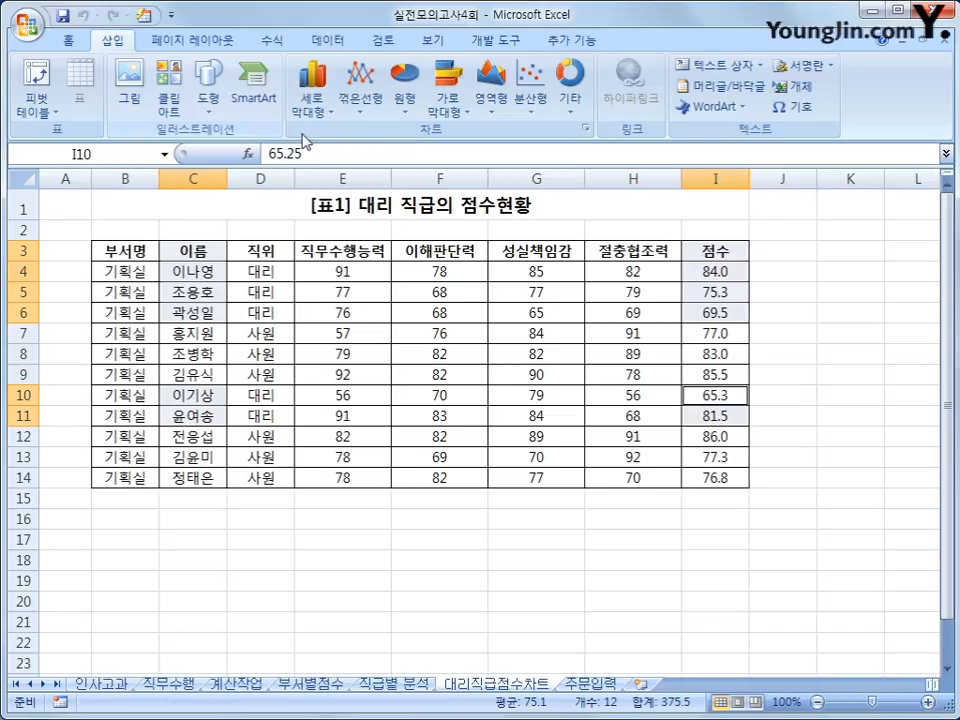 실전모의고사4회 - Microsoft Excel
YoungJin.com Y.
홈 삽입 페이지 레이아웃 수식 데이터 검토 보기 개발 도구 추가 기능
피벗 테이블 표 그림 클립 아트 도형 SmartArt 세로 막대형 꺾은선형 원형 가로 막대형 영역형 분산형 기타 하이퍼링크 텍스트 상자 머리글/바닥글 WordArt 서명란 개체 기호
표 일러스트레이션 차트 링크 텍스트
I10 fx 65.25
A B C D E F G H I J K L
1 [표1] 대리 직급의 점수현황
2
3 부서명 이름 직위 직무수행능력 이해판단력 성실책임감 절충협조력 점수
4 기획실 이나영 대리 91 78 85 82 84.0
5 기획실 조용호 대리 77 68 77 79 75.3
6 기획실 곽성일 대리 76 68 65 69 69.5
7 기획실 홍지원 사원 57 76 84 91 77.0
8 기획실 조병학 사원 79 82 82 89 83.0
9 기획실 김유식 사원 92 82 90 78 85.5
10 기획실 이기상 대리 56 70 79 56 65.3
11 기획실 윤여송 대리 91 83 84 68 81.5
12 기획실 전응섭 사원 82 82 89 91 86.0
13 기획실 김윤미 사원 78 69 70 92 77.3
14 기획실 정태은 사원 78 82 77 70 76.8
15
16
17
18
19
20
21
22
23
인사고과 직무수행 계산작업 부서별점수 직급별 분석 대리직급점수차트 주문입력
준비 평균: 75.1 개수: 12 합계: 375.5 100%